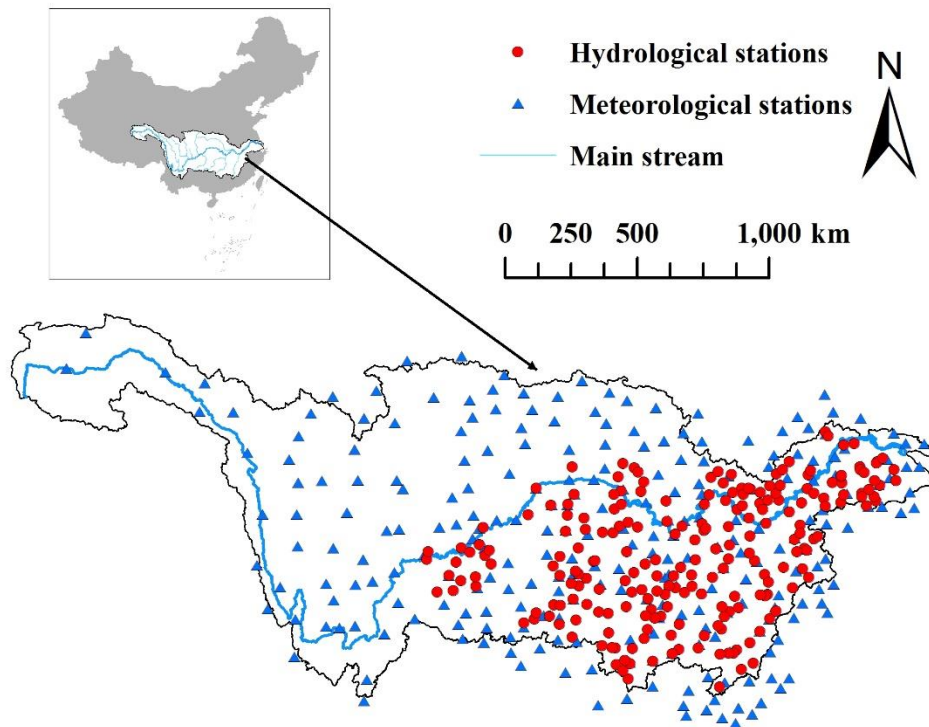 Hydrological stations
N
Meteorological stations
Main stream
0 250 500 1,000 km